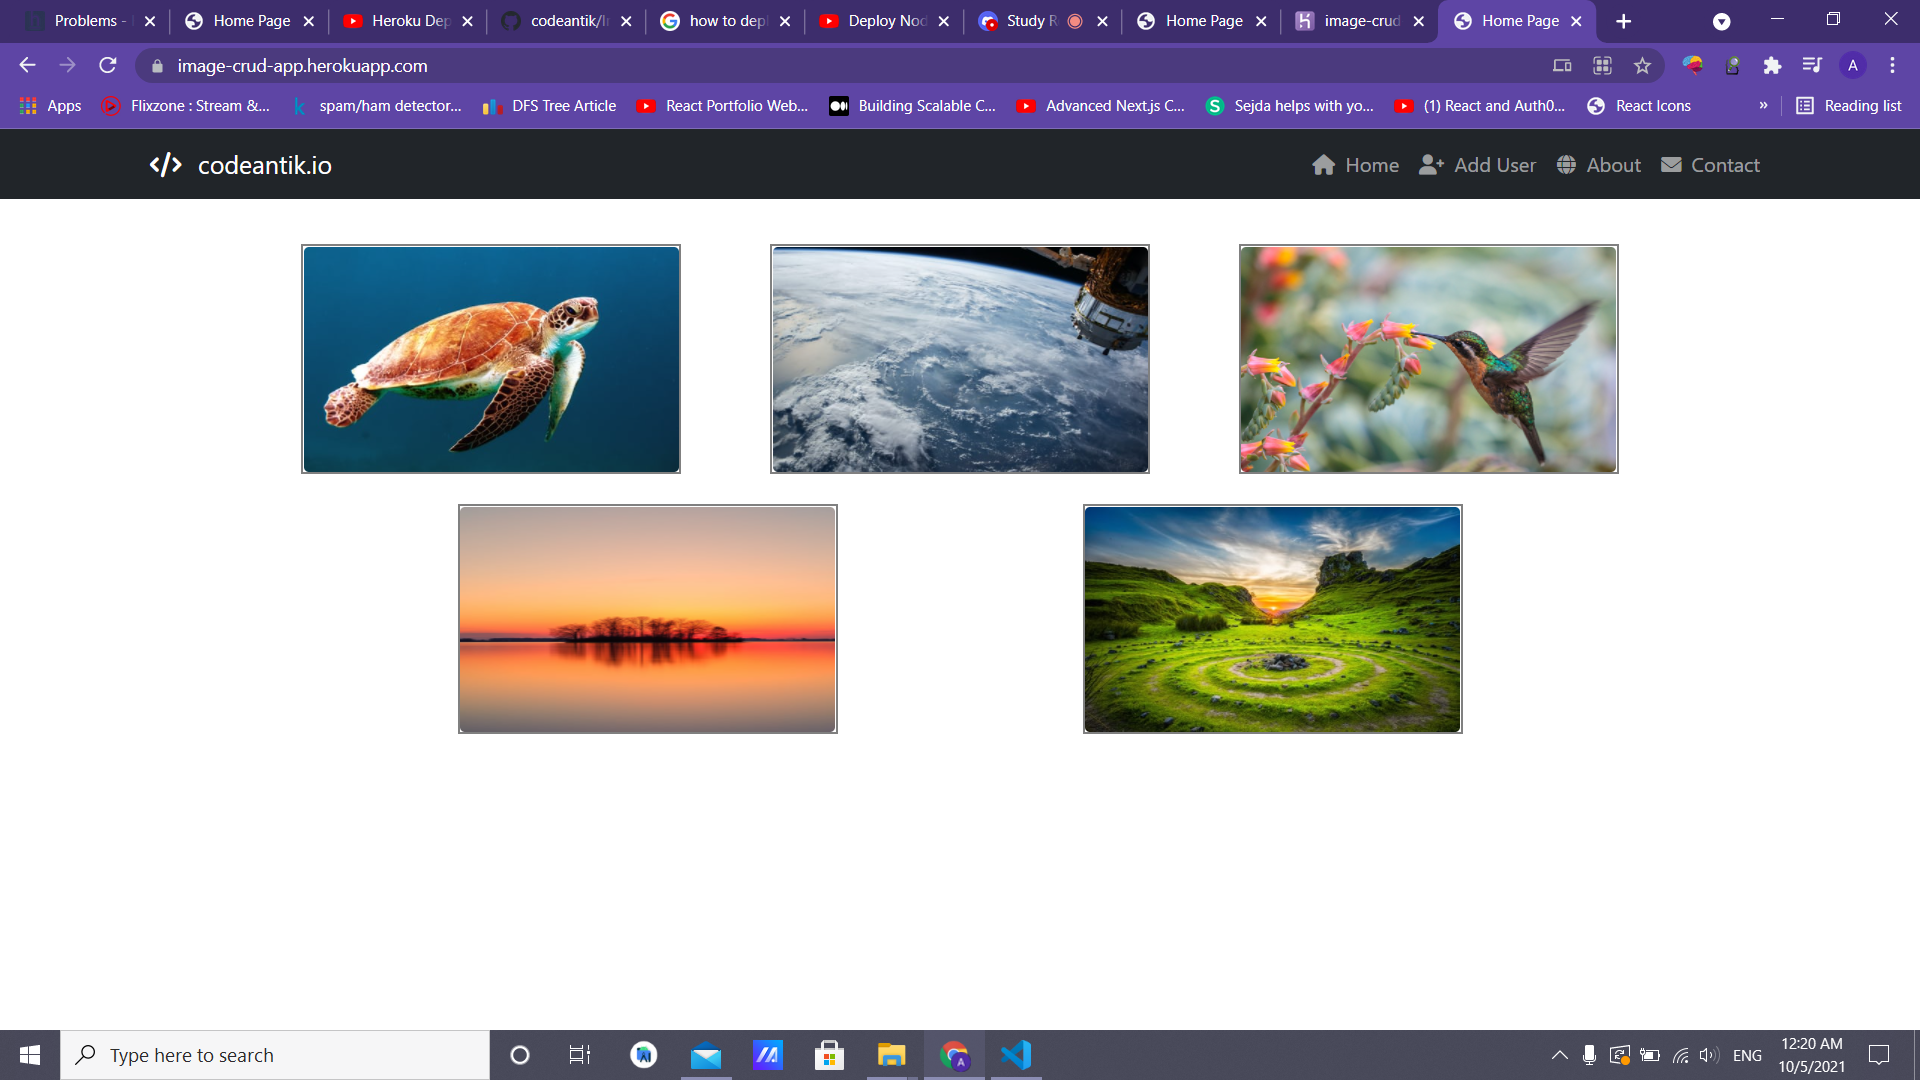 Problems - Home Page Heroku Dep codeantik/Ir how to depl Deploy Nod Study R Home Page image-crud Home Page
image-crud-app.herokuapp.com A
Apps Flixzone : Stream &... spam/ham detector... DFS Tree Article React Portfolio Web... Building Scalable C... Advanced Next.js C... Sejda helps with yo... (1) React and Auth0... React Icons » Reading list
</> codeantik.io Home Add User About Contact
Type here to search ENG 12:20 AM
10/5/2021